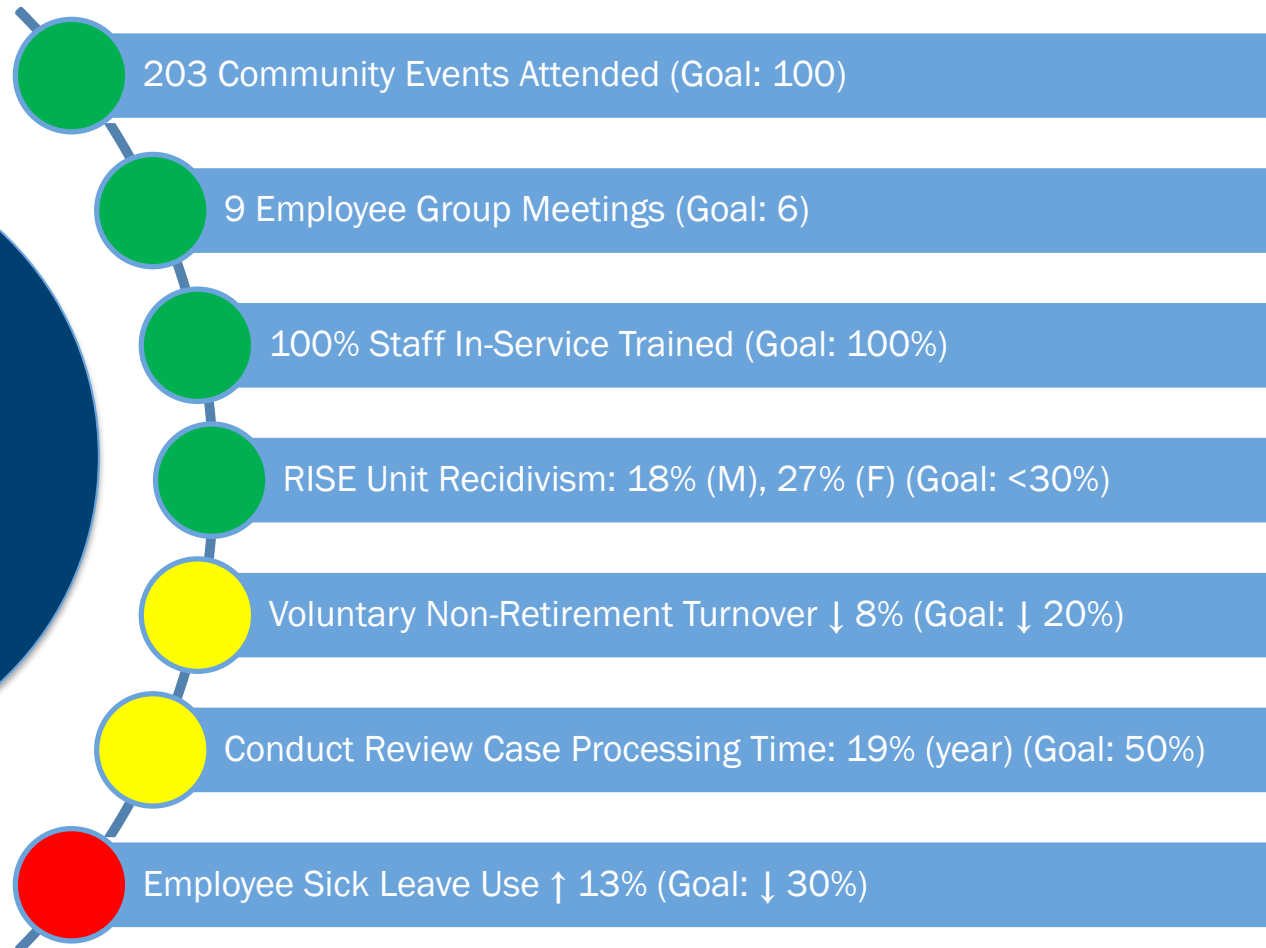 203 Community Events Attended (Goal: 100)
9 Employee Group Meetings (Goal: 6)
100% Staff In-Service Trained (Goal: 100%)
RISE Unit Recidivism: 18% (M), 27% (F) (Goal: <30%)
Voluntary Non-Retirement Turnover ↓ 8% (Goal: ↓ 20%)
Conduct Review Case Processing Time: 19% (year) (Goal: 50%)
Employee Sick Leave Use ↑ 13% (Goal: ↓ 30%)